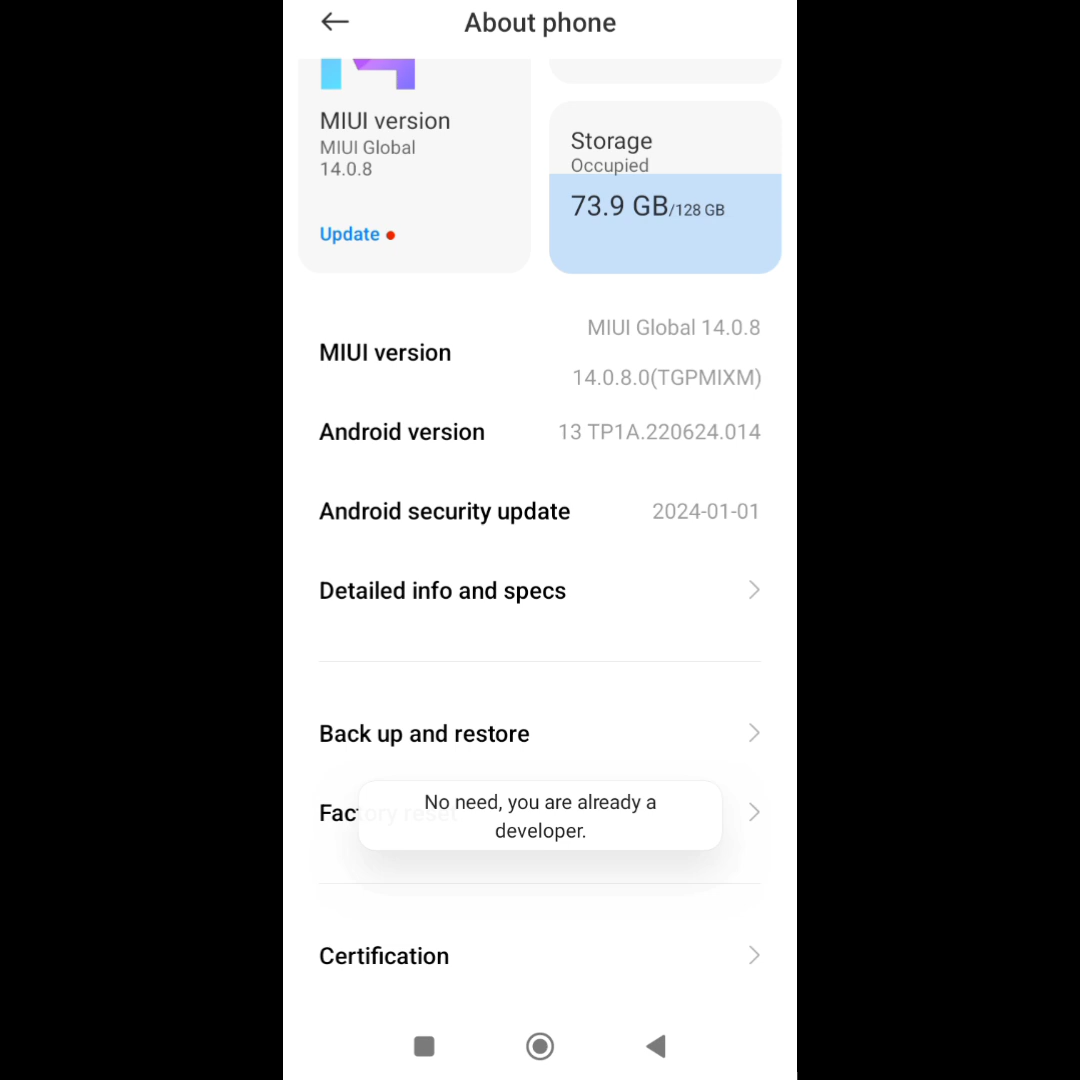 About phone
MIUI version
MIUI Global
14.0.8
Update
Storage
Occupied
73.9 GB/128 GB
MIUI version
MIUI Global 14.0.8
14.0.8.0(TGPMIXM)
Android version
13 TP1A.220624.014
Android security update
2024-01-01
Detailed info and specs
Back up and restore
Factory reset
No need, you are already a
developer.
Certification